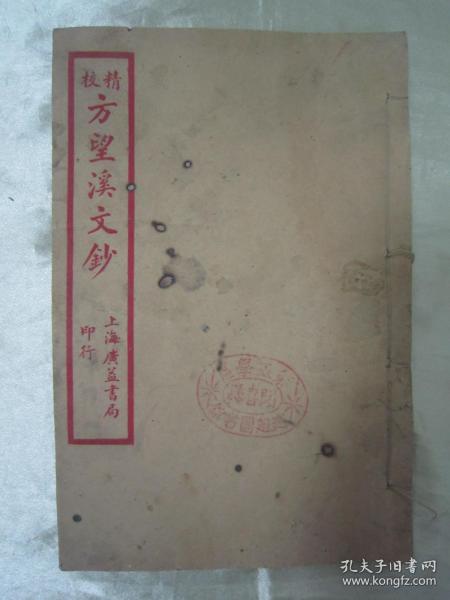 精校
方望溪文鈔
上海廣益書局
印行
孔夫子旧书网
www.kongfz.com